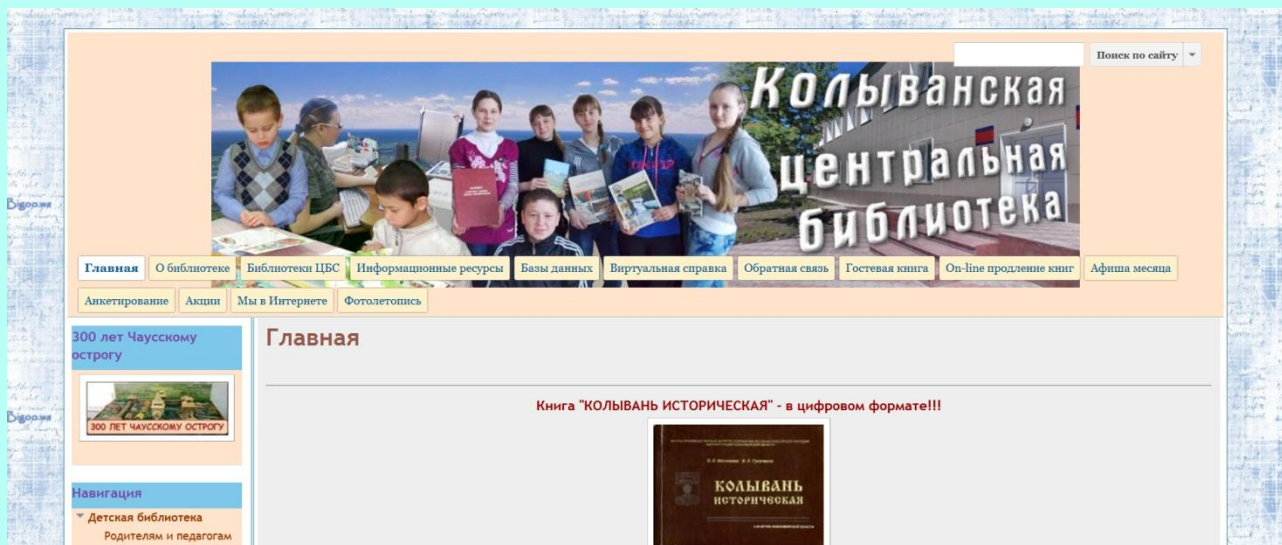 Поиск по сайту
Колыванская
центральная
библиотека
Главная О библиотеке Библиотеки ЦБС Информационные ресурсы Базы данных Виртуальная справка Обратная связь Гостевая книга On-line продление книг Афиша месяца
Анкетирование Акции Мы в Интернете Фотолетопись
300 лет Чаусскому
острогу
300 ЛЕТ ЧАУССКОМУ ОСТРОГУ
Навигация
Детская библиотека
Родителям и педагогам
Главная
Книга "КОЛЫВАНЬ ИСТОРИЧЕСКАЯ" - в цифровом формате!!!
КОЛЫВАНЬ
ИСТОРИЧЕСКАЯ
Bigoo.ws
Bigoo.ws